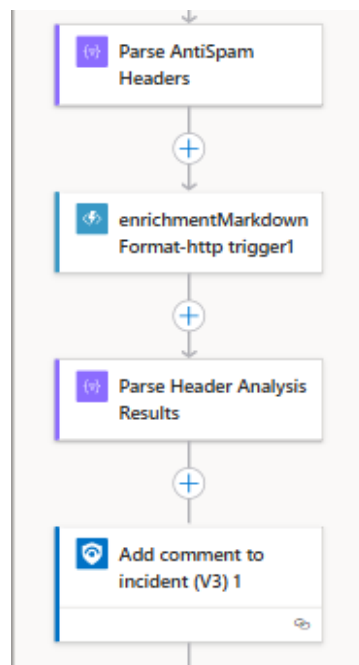 Parse AntiSpam
Headers
enrichmentMarkdown
Format-http trigger1
Parse Header Analysis
Results
Add comment to
incident (V3) 1